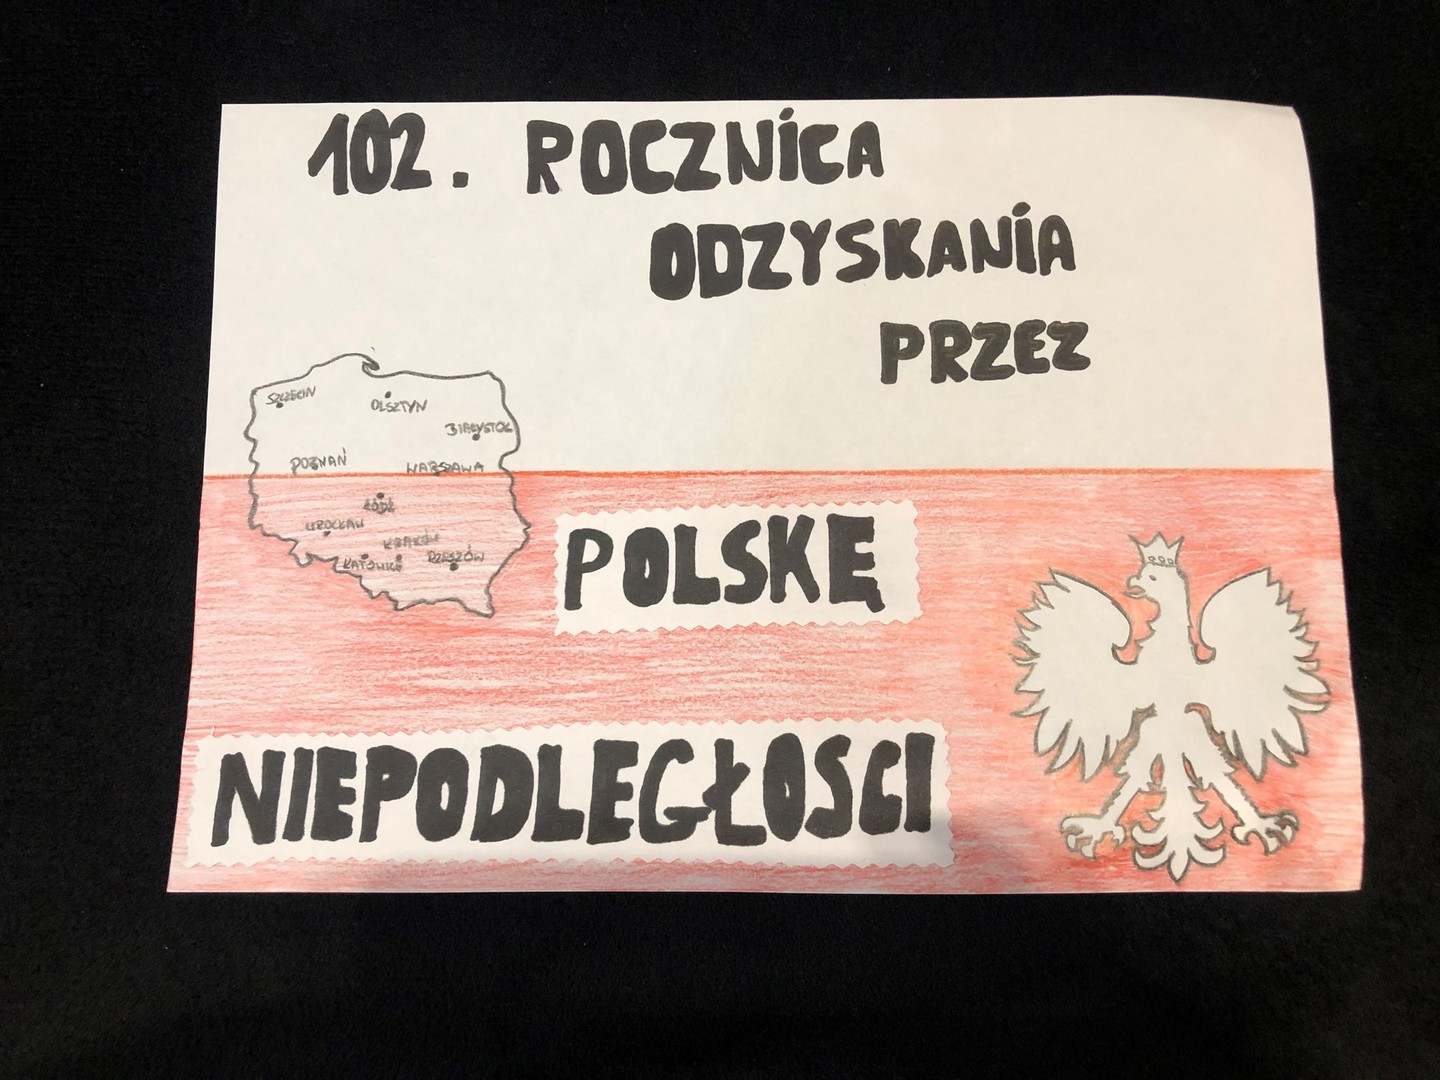 102. ROCZNICA
ODZYSKANIA
PRZEZ
SZCZECIN
OLSZTYN
BIAŁYSTOK
POZNAŃ
WARSZAWA
ŁÓDŹ
WROCŁAW
KRAKÓW
KATOWICE
RZESZÓW
POLSKĘ
NIEPODLEGŁOSCI